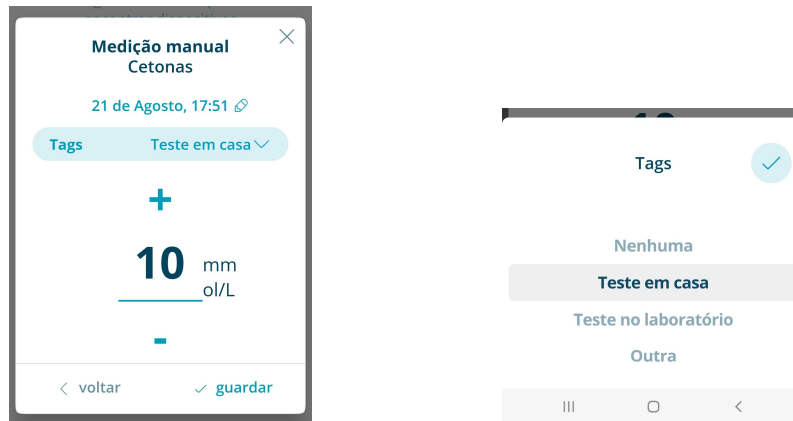 Medição manual
Cetonas
21 de Agosto, 17:51
Tags Teste em casa
+
10 mm
ol/L
-
voltar guardar
Tags
Nenhuma
Teste em casa
Teste no laboratório
Outra